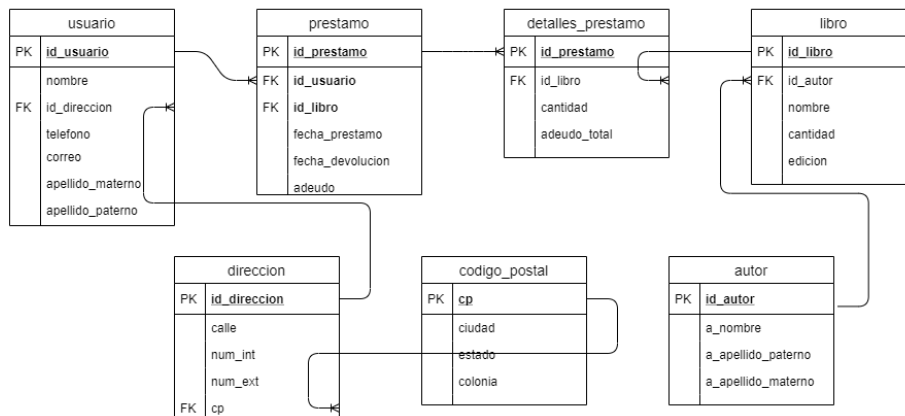 usuario
PK id_usuario
nombre
FK id_direccion
telefono
correo
apellido_materno
apellido_paterno
prestamo
PK id_prestamo
FK id_usuario
FK id_libro
fecha_prestamo
fecha_devolucion
adeudo
detalles_prestamo
PK id_prestamo
FK id_libro
cantidad
adeudo_total
libro
PK id_libro
FK id_autor
nombre
cantidad
edicion
direccion
PK id_direccion
calle
num_int
num_ext
FK cp
codigo_postal
PK cp
ciudad
estado
colonia
autor
PK id_autor
a_nombre
a_apellido_paterno
a_apellido_materno